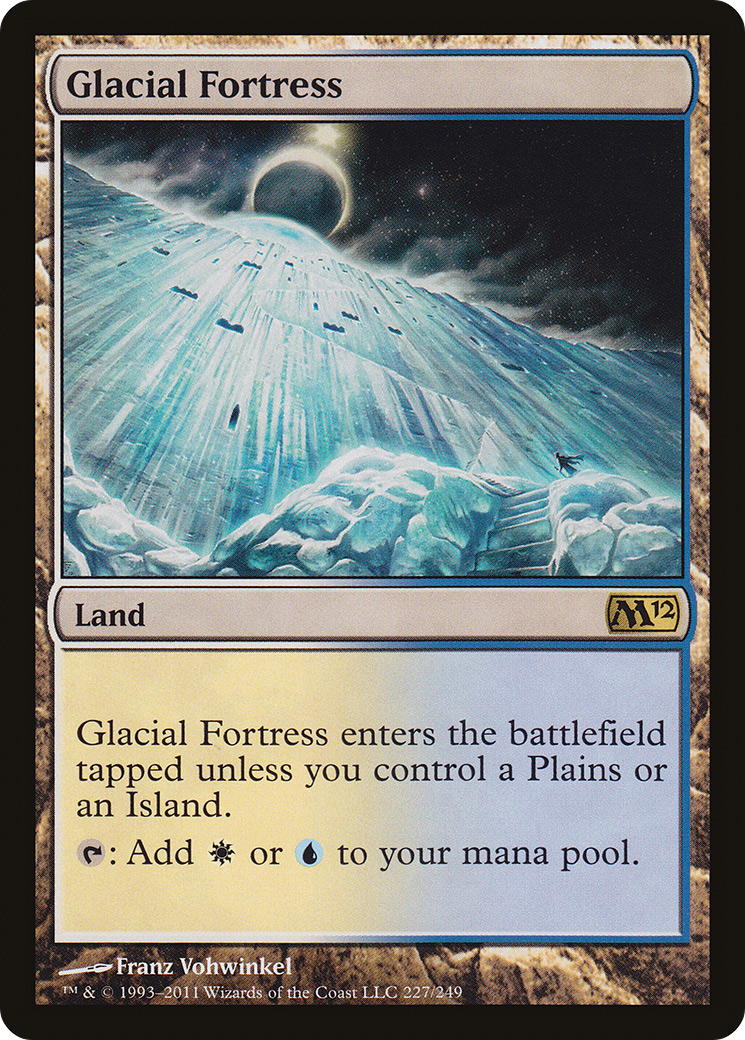 Glacial Fortress
Land
M12
Glacial Fortress enters the battlefield
tapped unless you control a Plains or
an Island.
: Add or to your mana pool.
Franz Vohwinkel
™ & © 1993–2011 Wizards of the Coast LLC 227/249